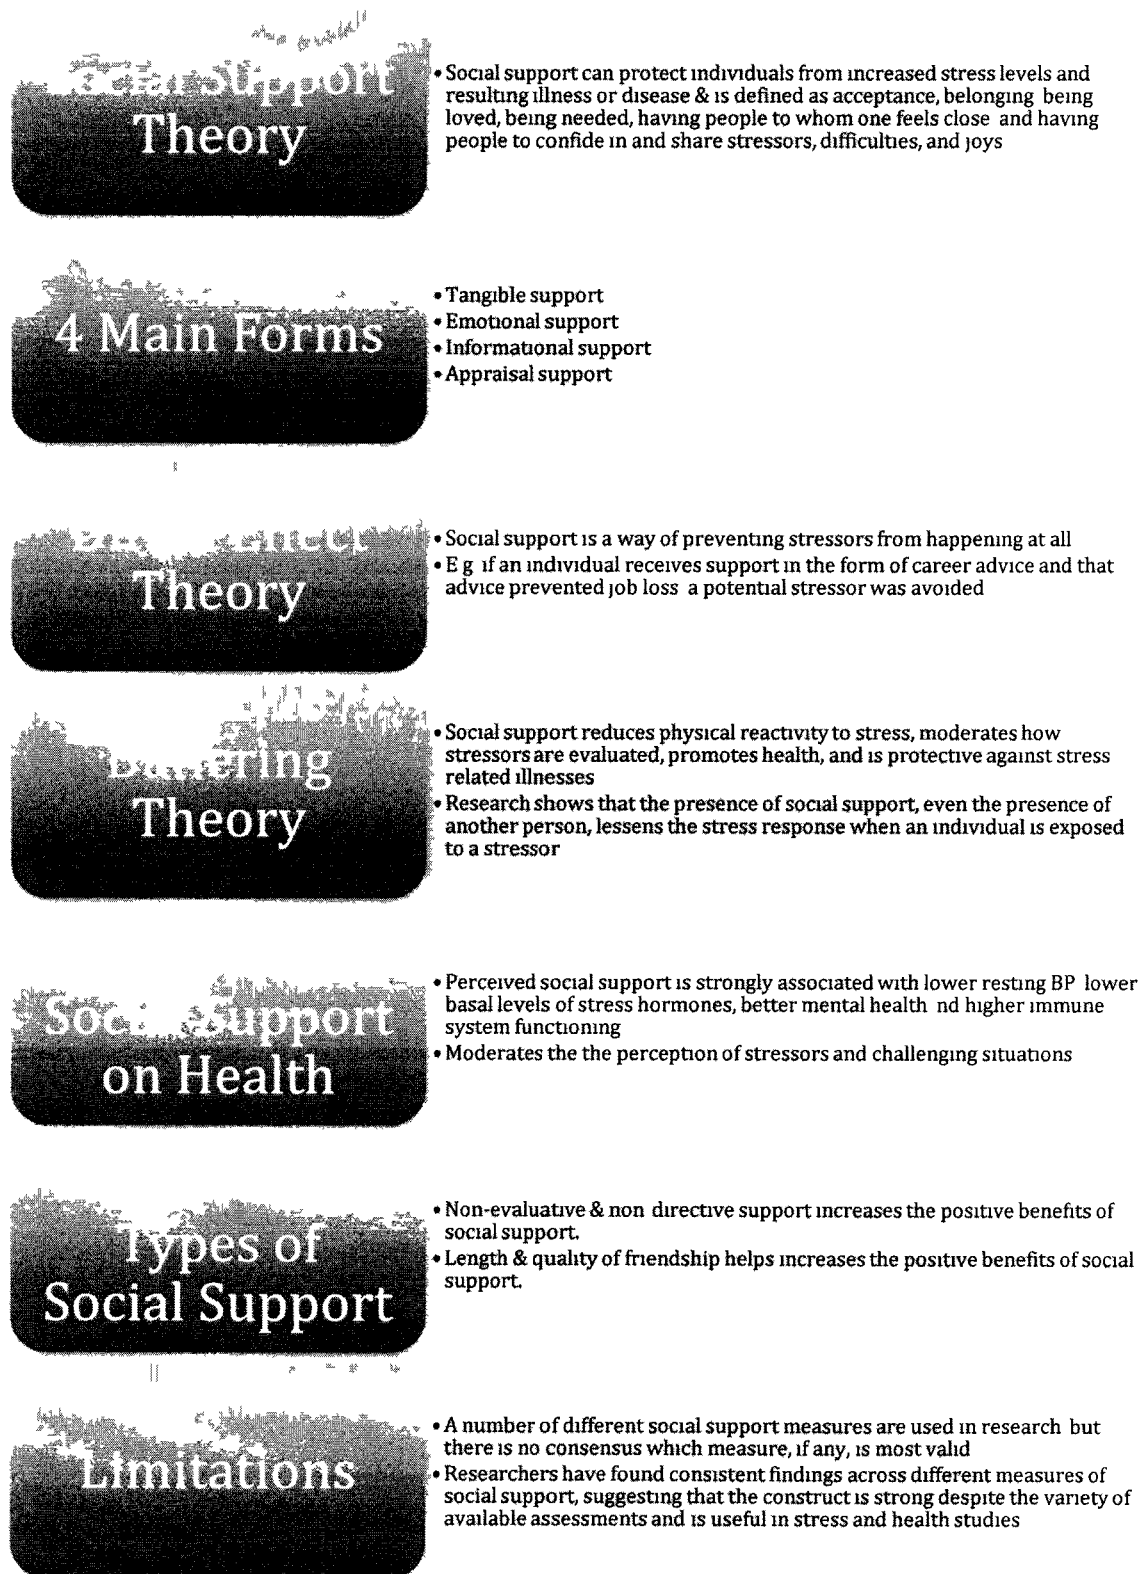 Social Support
Theory
• Social support can protect individuals from increased stress levels and
resulting illness or disease & is defined as acceptance, belonging being
loved, being needed, having people to whom one feels close and having
people to confide in and share stressors, difficulties, and joys
4 Main Forms
• Tangible support
• Emotional support
• Informational support
• Appraisal support
Theory
• Social support is a way of preventing stressors from happening at all
• E g if an individual receives support in the form of career advice and that
advice prevented job loss a potential stressor was avoided
Buffering
Theory
• Social support reduces physical reactivity to stress, moderates how
stressors are evaluated, promotes health, and is protective against stress
related illnesses
• Research shows that the presence of social support, even the presence of
another person, lessens the stress response when an individual is exposed
to a stressor
Social Support
on Health
• Perceived social support is strongly associated with lower resting BP lower
basal levels of stress hormones, better mental health nd higher immune
system functioning
• Moderates the the perception of stressors and challenging situations
Types of
Social Support
• Non-evaluative & non directive support increases the positive benefits of
social support.
• Length & quality of friendship helps increases the positive benefits of social
support.
Limitations
• A number of different social support measures are used in research but
there is no consensus which measure, if any, is most valid
• Researchers have found consistent findings across different measures of
social support, suggesting that the construct is strong despite the variety of
available assessments and is useful in stress and health studies